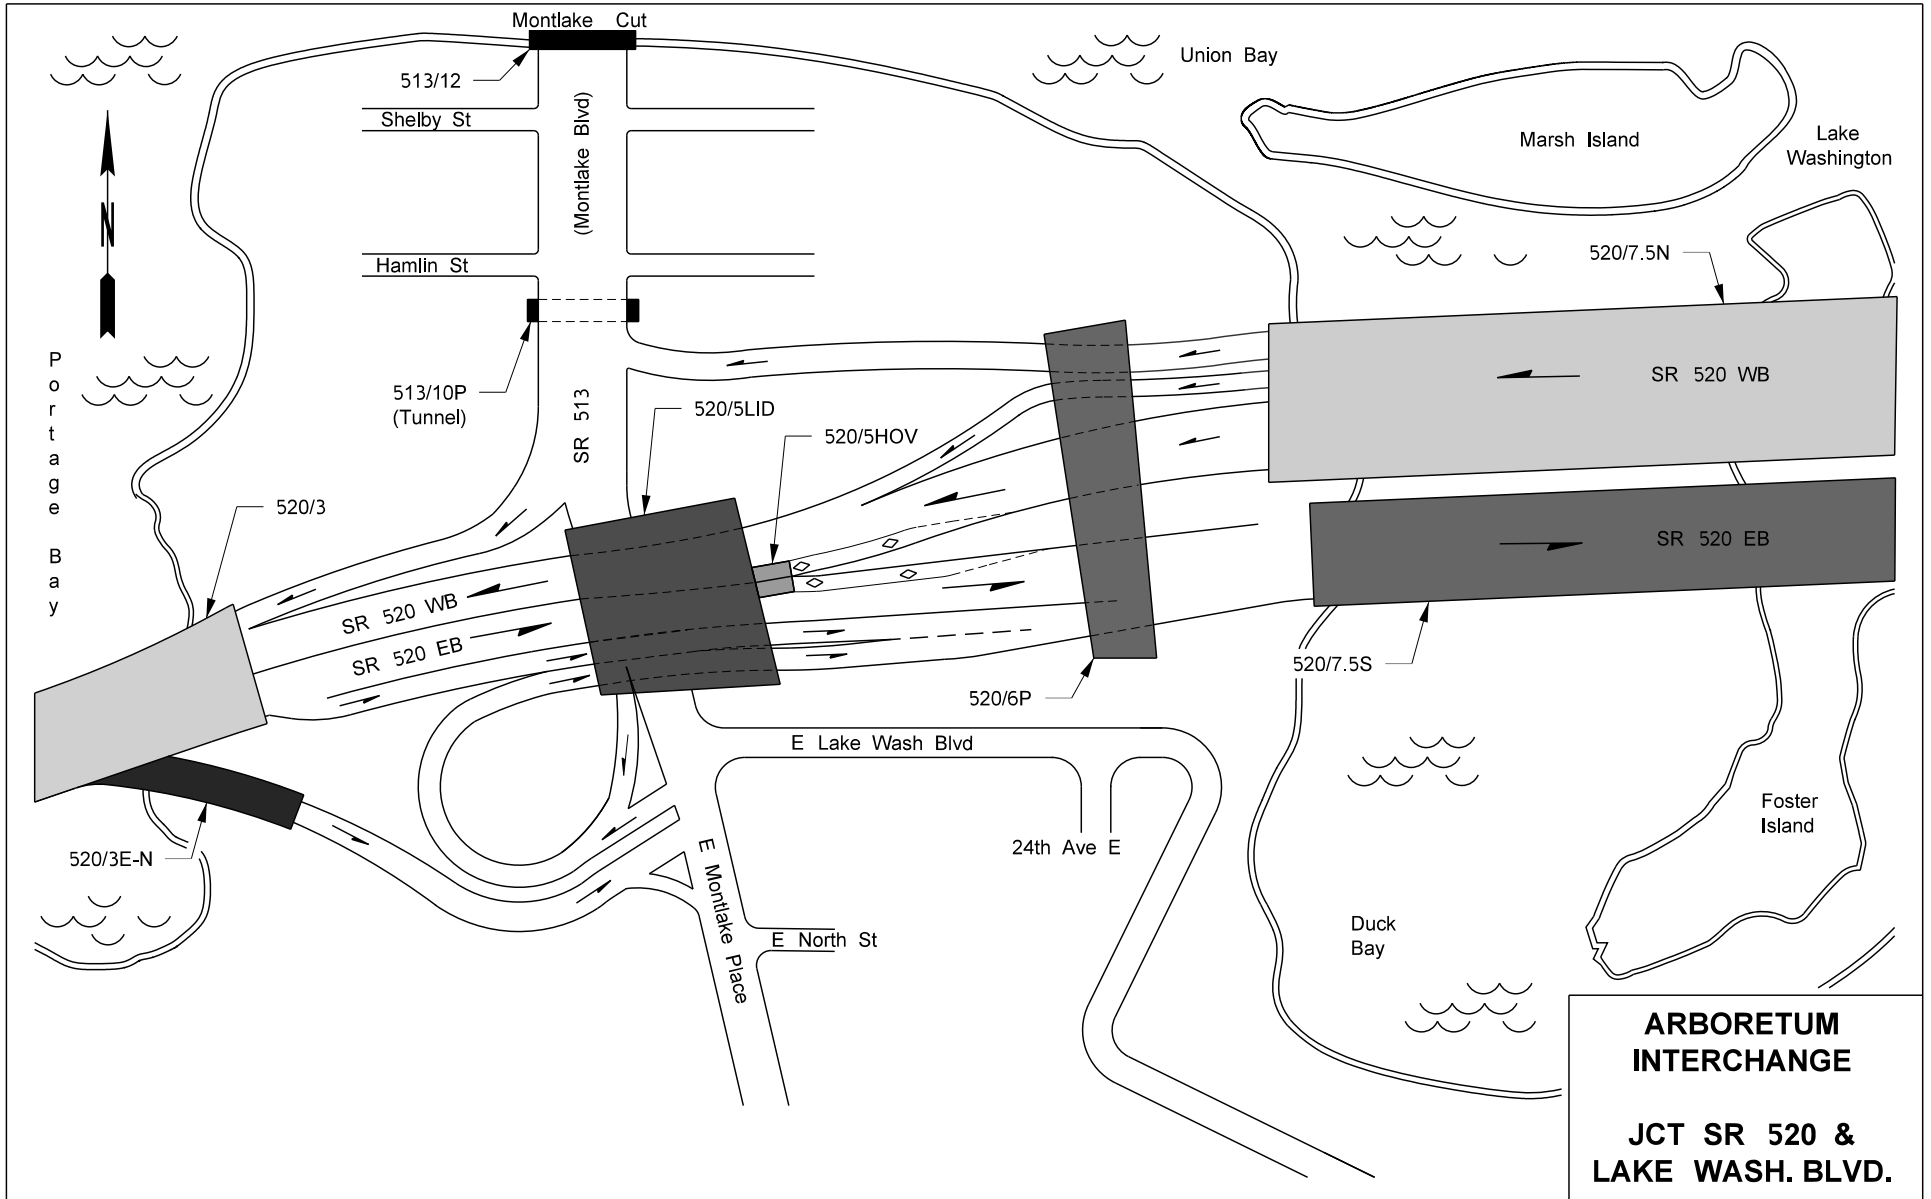 Montlake Cut
513/12
Union Bay
Shelby St
(Montlake Blvd)
Marsh Island
Lake
Washington
N
Hamlin St
520/7.5N
Portage Bay
513/10P
(Tunnel)
SR 513
520/5LID
520/5HOV
SR 520 WB
520/3
SR 520 EB
SR 520 WB
SR 520 EB
520/7.5S
520/6P
E Lake Wash Blvd
24th Ave E
520/3E-N
Foster
Island
E Montlake Place
E North St
Duck
Bay
ARBORETUM
INTERCHANGE
JCT SR 520 &
LAKE WASH. BLVD.